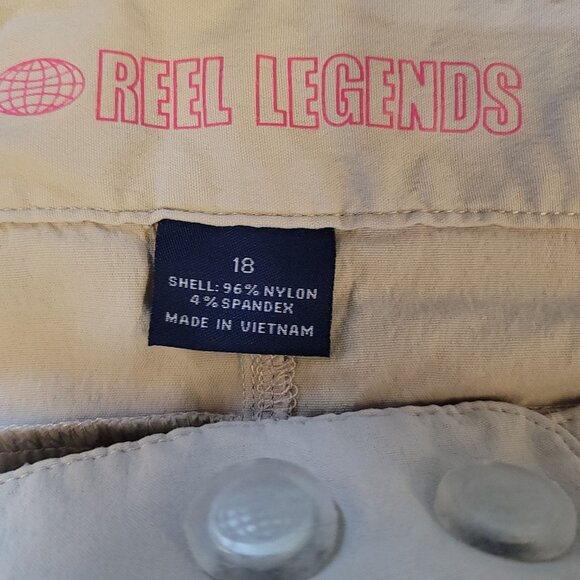 REEL LEGENDS
18
SHELL: 96% NYLON
4% SPANDEX
MADE IN VIETNAM